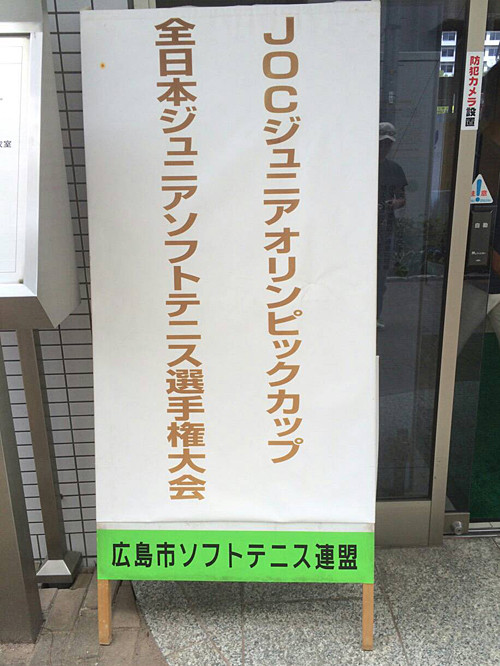 JOCジュニアオリンピックカップ
全日本ジュニアソフトテニス選手権大会
広島市ソフトテニス連盟
防犯カメラ設置
自動